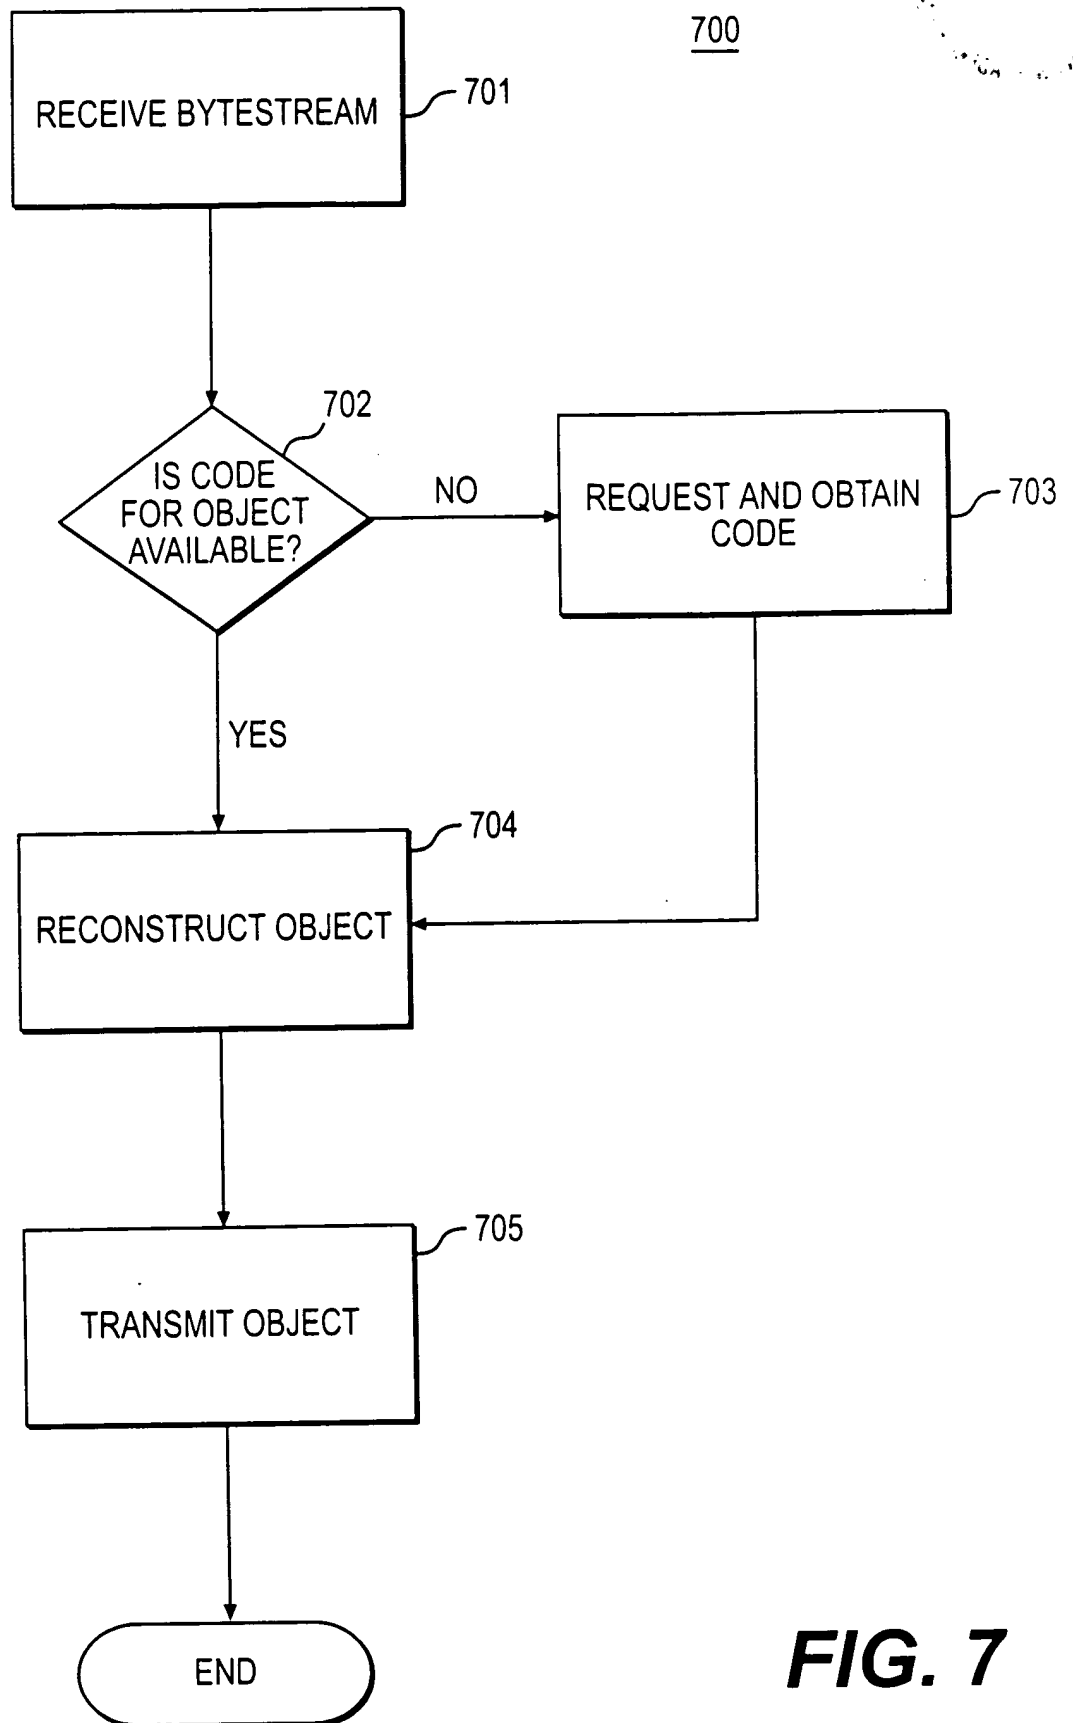 700
RECEIVE BYTESTREAM
701
702
IS CODE
FOR OBJECT
AVAILABLE?
NO
REQUEST AND OBTAIN
CODE
703
YES
704
RECONSTRUCT OBJECT
705
TRANSMIT OBJECT
END
FIG. 7